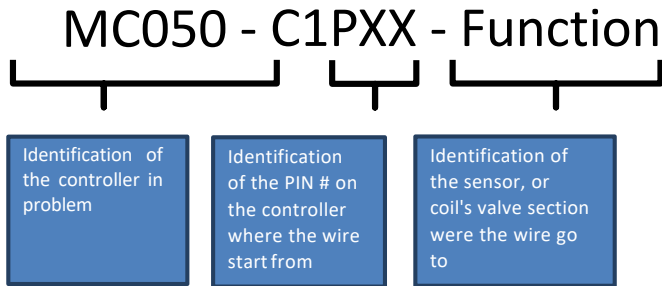 MC050 - C1PXX - Function
Identification of
the controller in
problem
Identification
of the PIN # on
the controller
where the wire
start from
Identification of
the sensor, or
coil's valve section
were the wire go
to